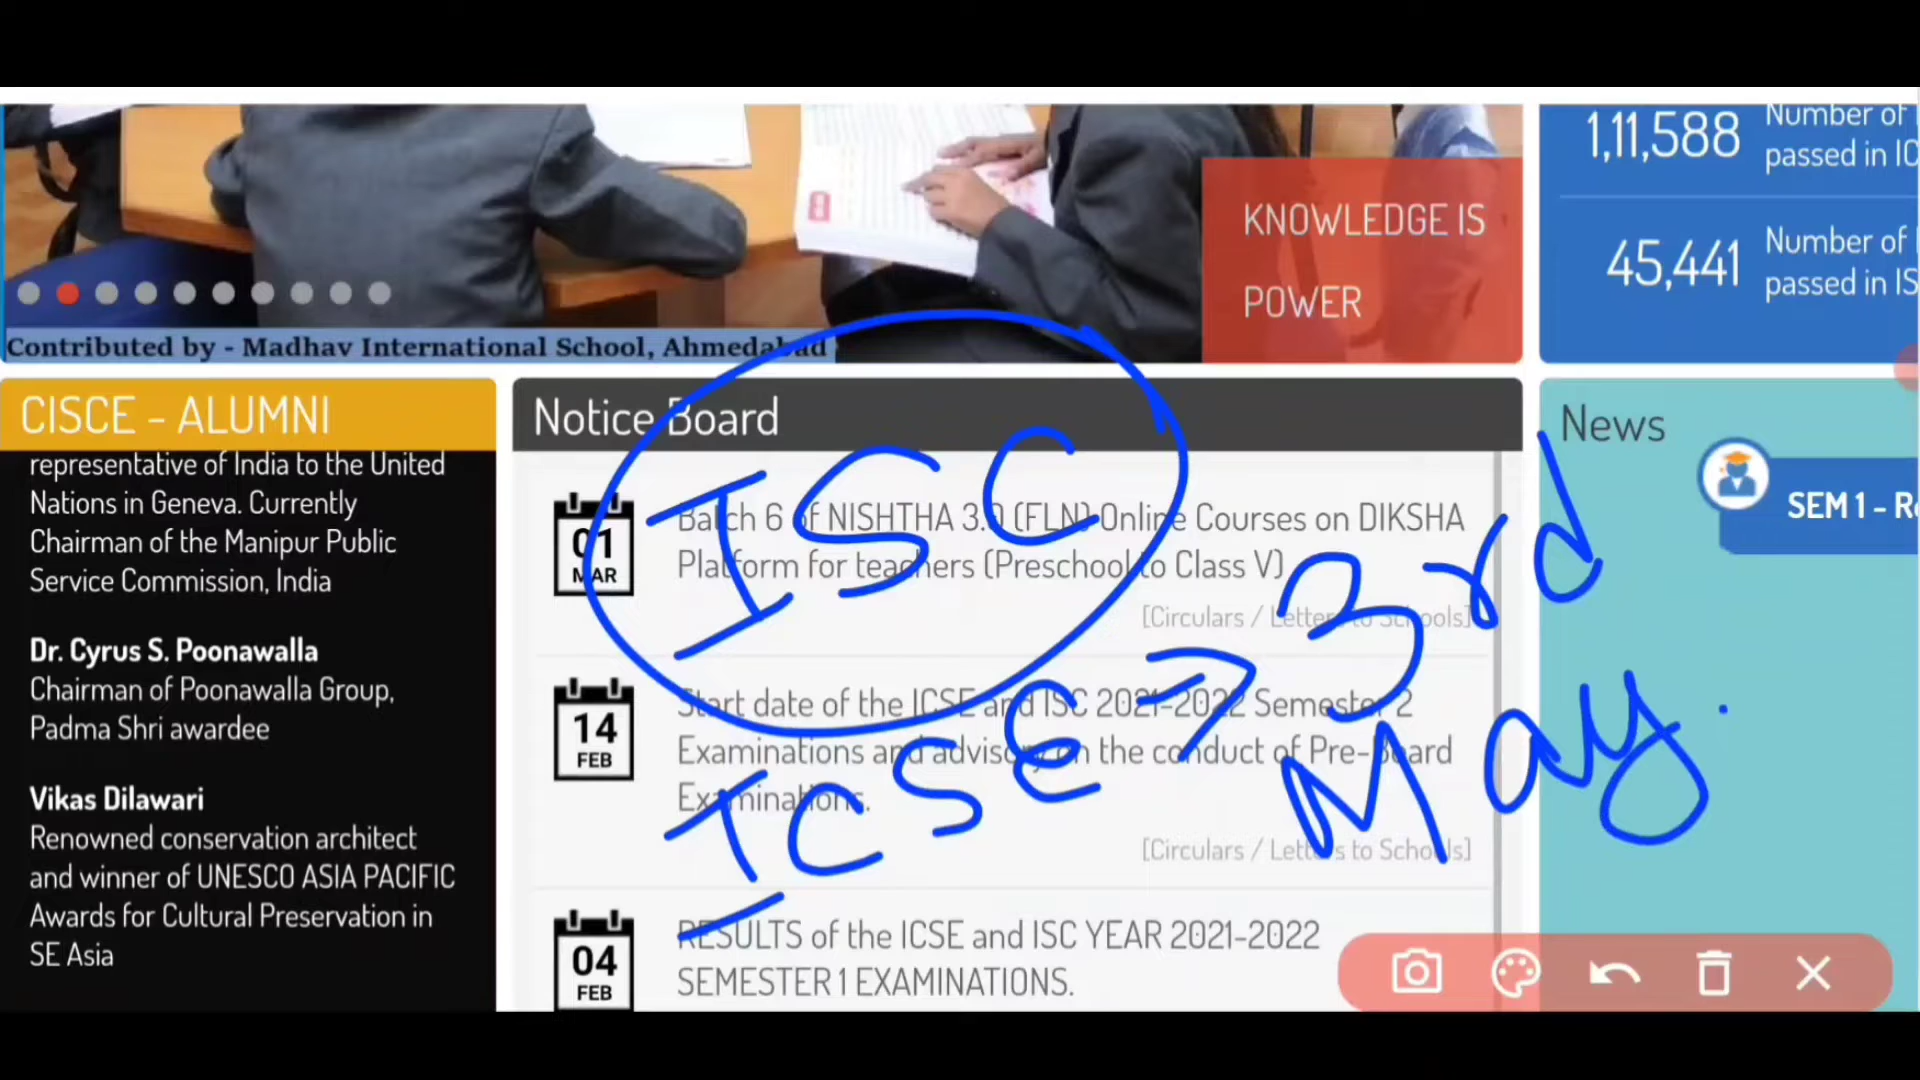 1,11,588
Number of
passed in IC
45,441
Number of
passed in IS
KNOWLEDGE IS
POWER
Contributed by - Madhav International School, Ahmedabad
CISCE - ALUMNI
representative of India to the United
Nations in Geneva. Currently
Chairman of the Manipur Public
Service Commission, India
Dr. Cyrus S. Poonawalla
Chairman of Poonawalla Group,
Padma Shri awardee
Vikas Dilawari
Renowned conservation architect
and winner of UNESCO ASIA PACIFIC
Awards for Cultural Preservation in
SE Asia
Notice Board
01
MAR
Batch 6 of NISHTHA 3.0 (FLN) Online Courses on DIKSHA
Platform for teachers (Preschool to Class V)
[Circulars / Letters to Schools]
14
FEB
Start date of the ICSE and ISC 2021-2022 Semester 2
Examinations and advisory on the conduct of Pre-Board
Examinations.
[Circulars / Letters to Schools]
04
FEB
RESULTS of the ICSE and ISC YEAR 2021-2022
SEMESTER 1 EXAMINATIONS.
ISC
ICSE → 3rd
May.
News
SEM 1 - Re